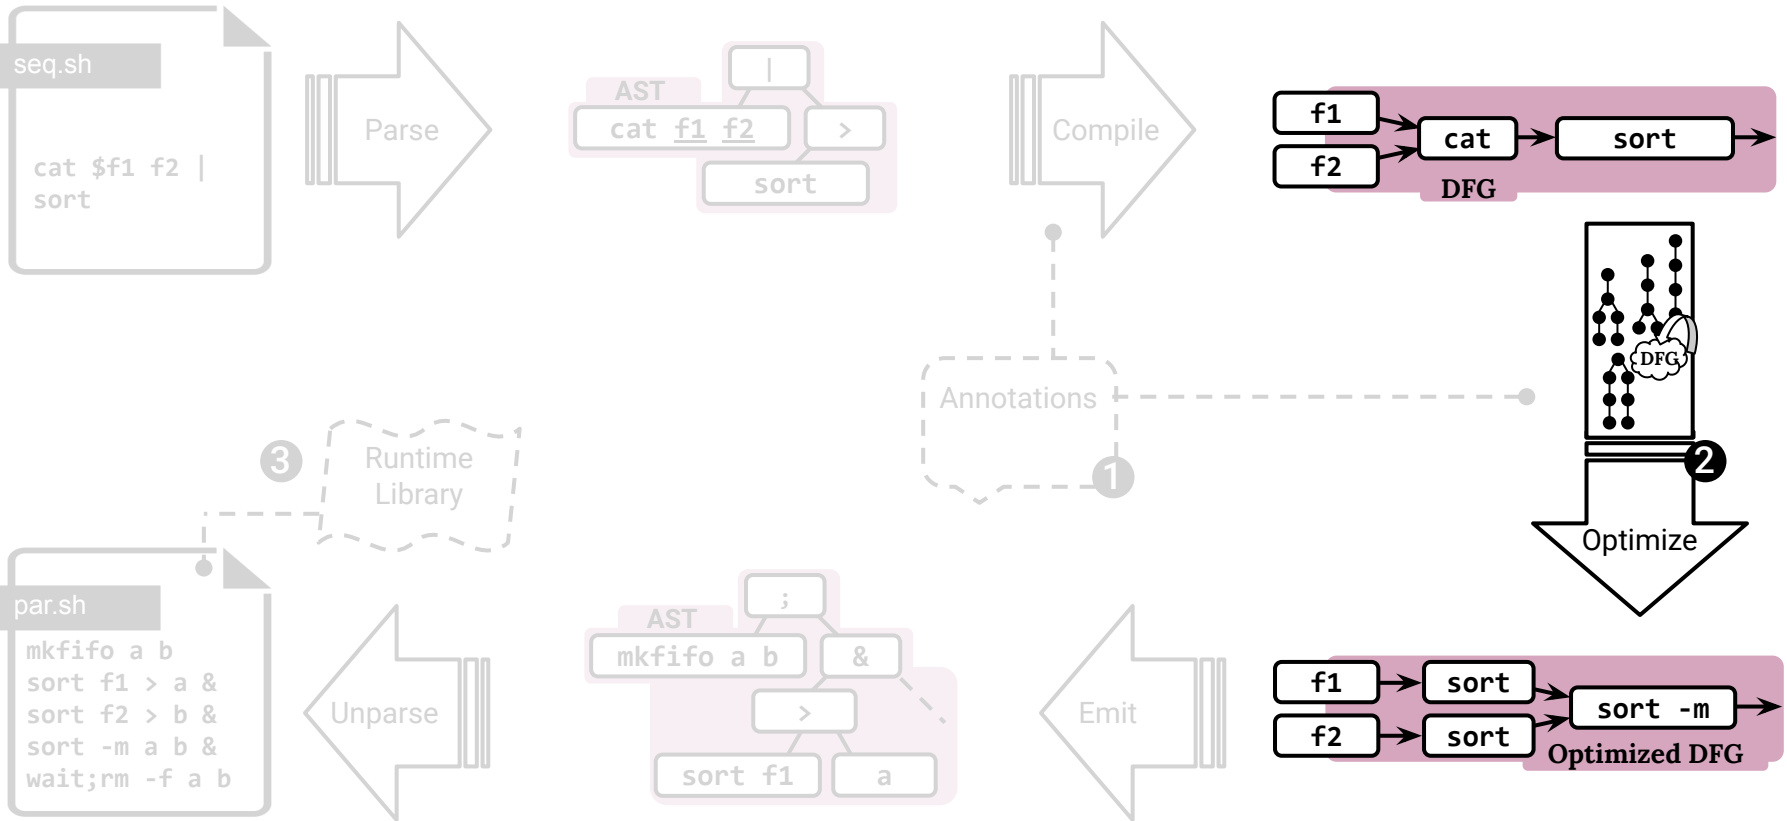 seq.sh
cat $f1 f2 |
sort
Parse
AST
|
cat f1 f2
>
sort
Compile
f1
f2
cat
sort
DFG
DFG
2
Optimize
Annotations
1
3
Runtime
Library
par.sh
mkfifo a b
sort f1 > a &
sort f2 > b &
sort -m a b &
wait;rm -f a b
Unparse
AST
;
mkfifo a b
&
>
sort f1
a
Emit
f1
sort
f2
sort
sort -m
Optimized DFG